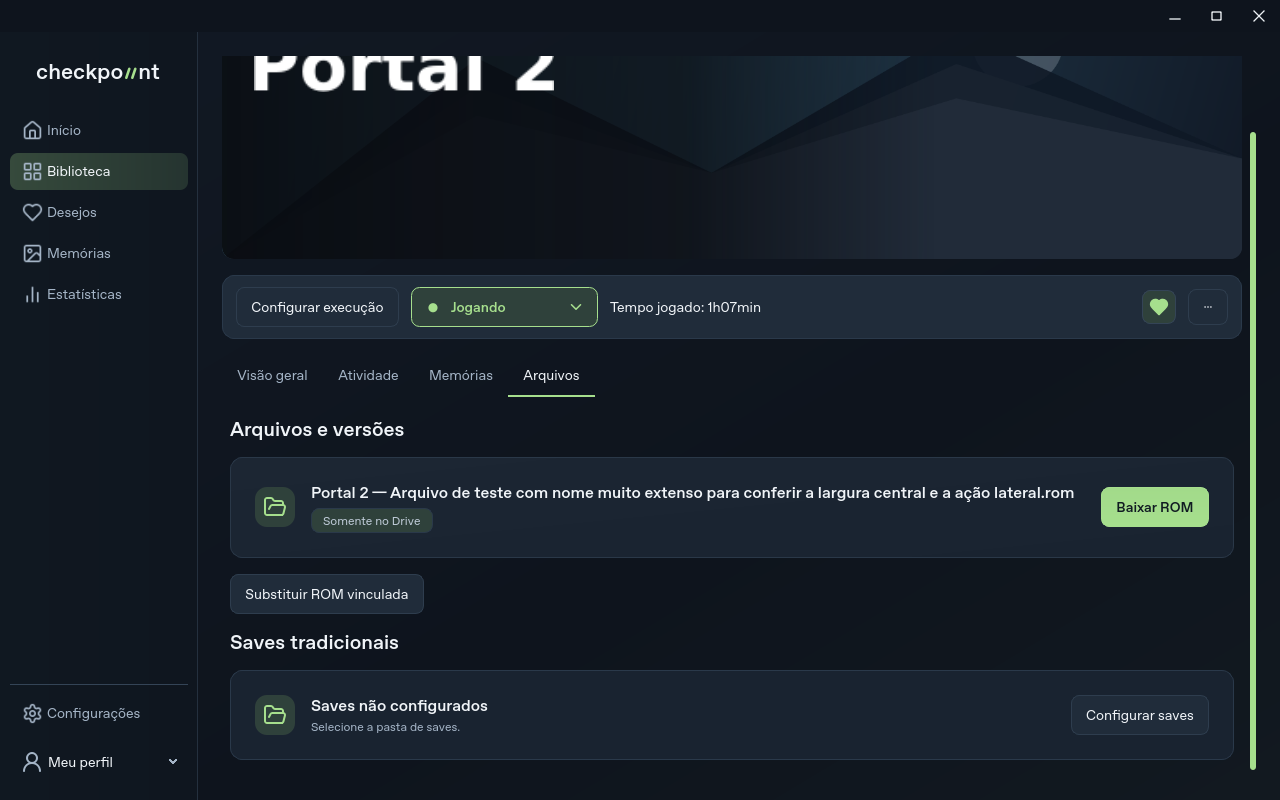 checkpoint
Início
Biblioteca
Desejos
Memórias
Estatísticas
Configurações
Meu perfil
Portal 2
Configurar execução
Jogando
Tempo jogado: 1h07min
...
Visão geral
Atividade
Memórias
Arquivos
Arquivos e versões
Portal 2 — Arquivo de teste com nome muito extenso para conferir a largura central e a ação lateral.rom
Somente no Drive
Baixar ROM
Substituir ROM vinculada
Saves tradicionais
Saves não configurados
Selecione a pasta de saves.
Configurar saves